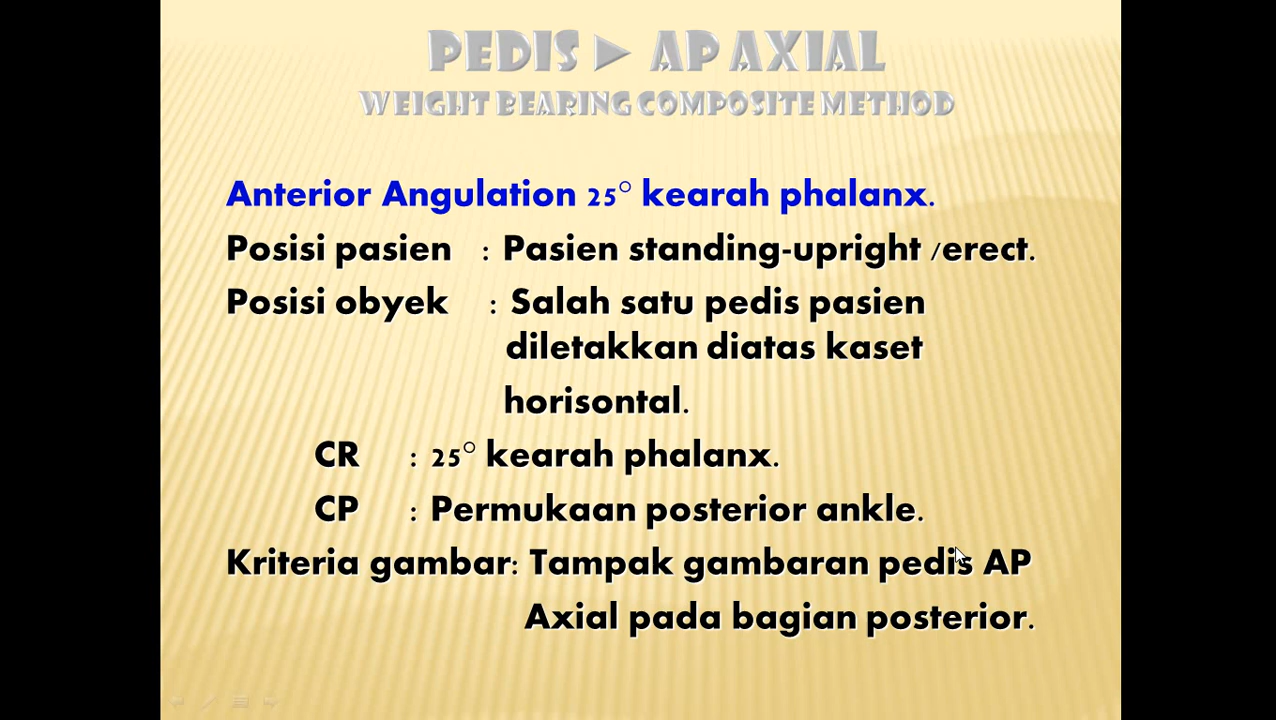 PEDIS ► AP AXIAL
WEIGHT BEARING COMPOSITE METHOD
Anterior Angulation 25° kearah phalanx.
Posisi pasien : Pasien standing-upright /erect.
Posisi obyek : Salah satu pedis pasien
diletakkan diatas kaset
horisontal.
CR : 25° kearah phalanx.
CP : Permukaan posterior ankle.
Kriteria gambar: Tampak gambaran pedis AP
Axial pada bagian posterior.